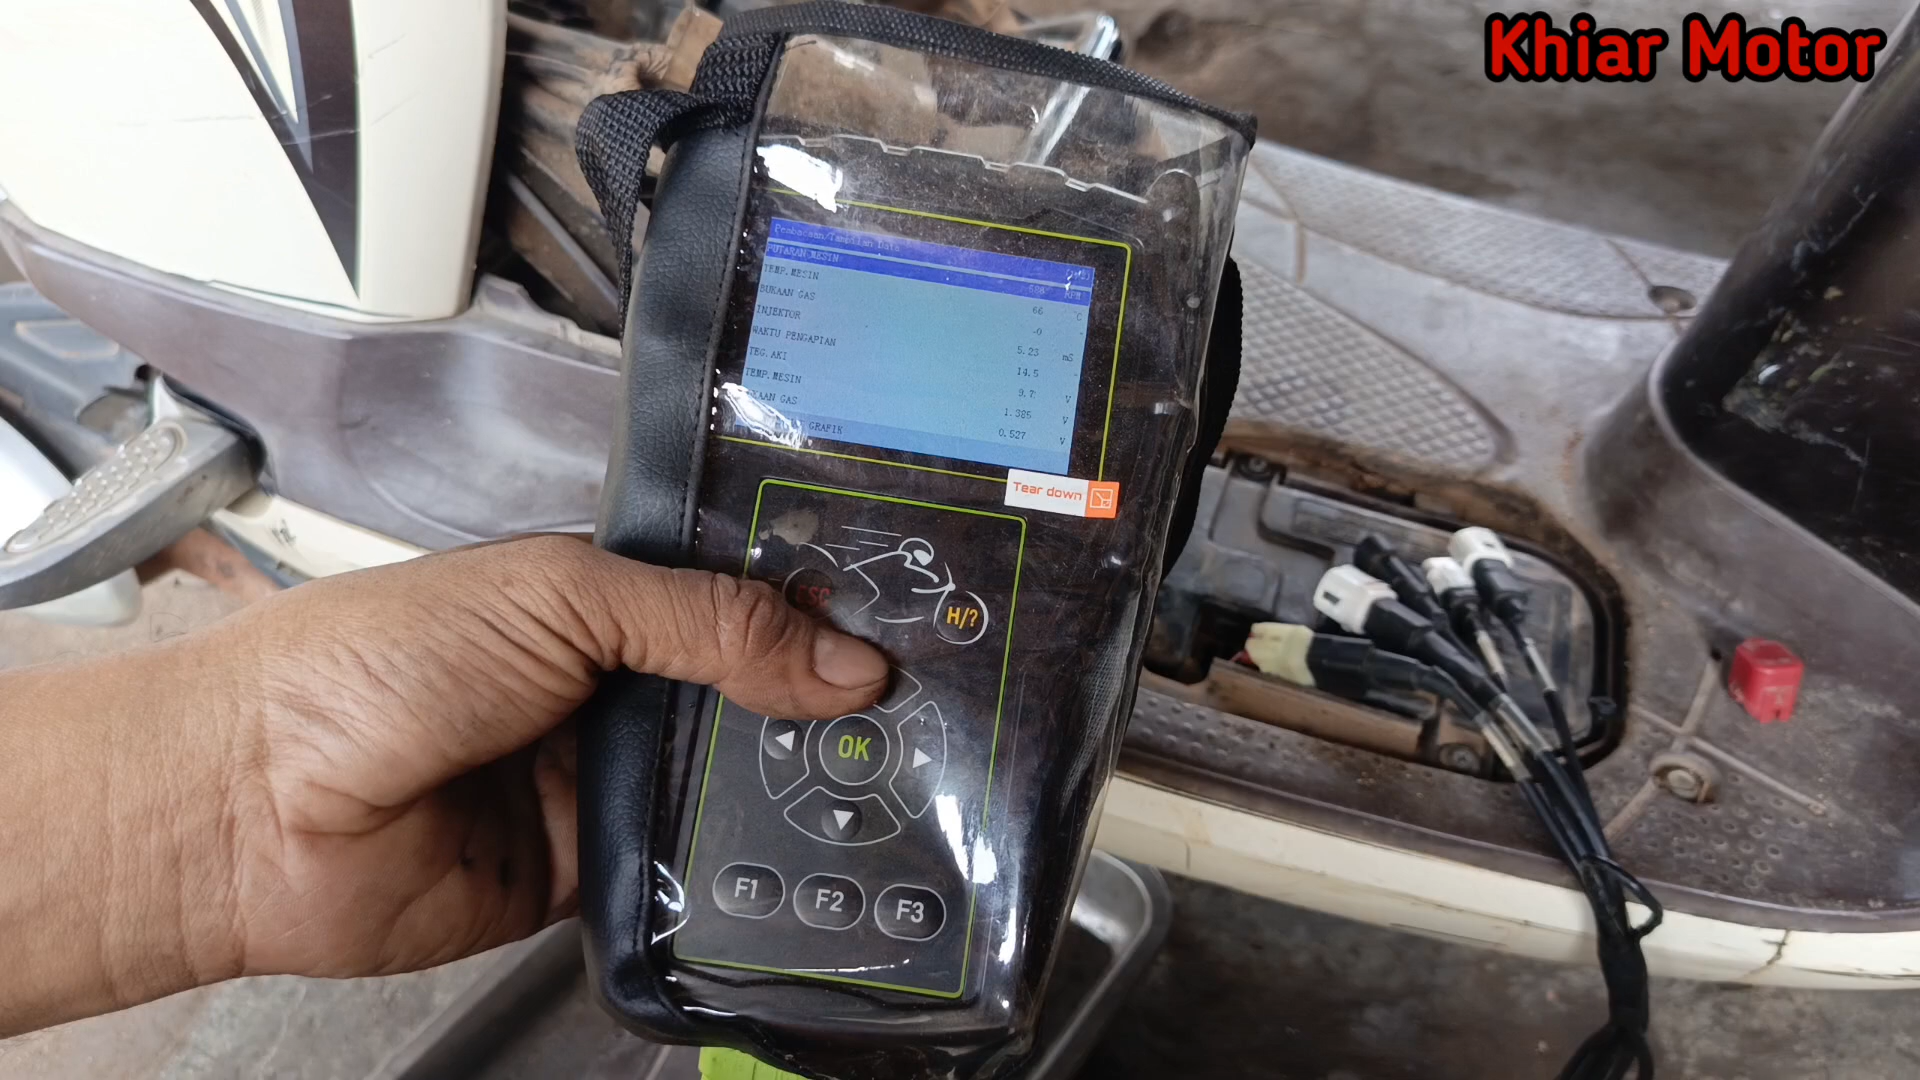 Khiar Motor
Pembacaan/Tampilan Data
PUTARAN MESIN RPM
TEMP.MESIN 66 °C
BUKAAN GAS -0 -
INJEKTOR 5.23 mS
WAKTU PENGAPIAN 14.5 -
TEG.AKI 9.7 V
TEMP.MESIN 1.385 V
KAAN GAS 0.527 V
GRAFIK
Tear down
ESC
H/?
OK
F1 F2 F3